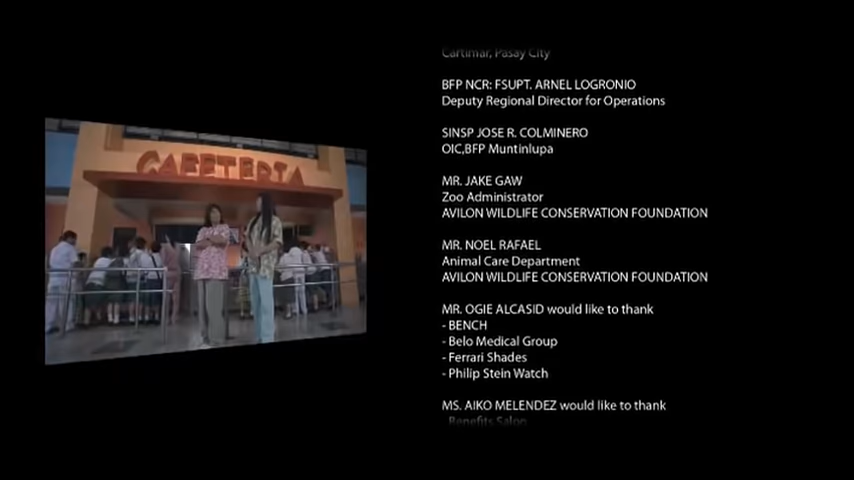 CAFETERIA
Cartimar, Pasay City
BFP NCR: FSUPT. ARNEL LOGRONIO
Deputy Regional Director for Operations
SINSP JOSE R. COLMINERO
OIC,BFP Muntinlupa
MR. JAKE GAW
Zoo Administrator
AVILON WILDLIFE CONSERVATION FOUNDATION
MR. NOEL RAFAEL
Animal Care Department
AVILON WILDLIFE CONSERVATION FOUNDATION
MR. OGIE ALCASID would like to thank
- BENCH
- Belo Medical Group
- Ferrari Shades
- Philip Stein Watch
MS. AIKO MELENDEZ would like to thank
- Benefits Salon